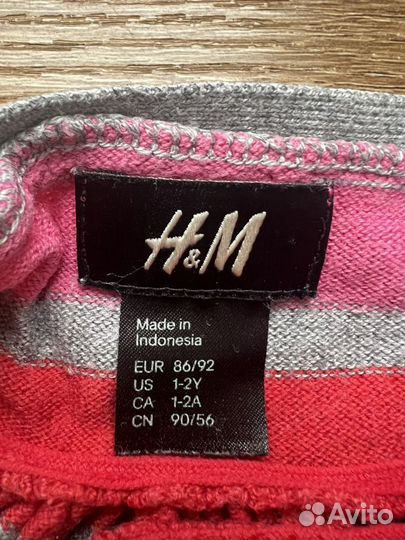 H&M
Made in
Indonesia
EUR 86/92
US 1-2Y
CA 1-2A
CN 90/56
Avito